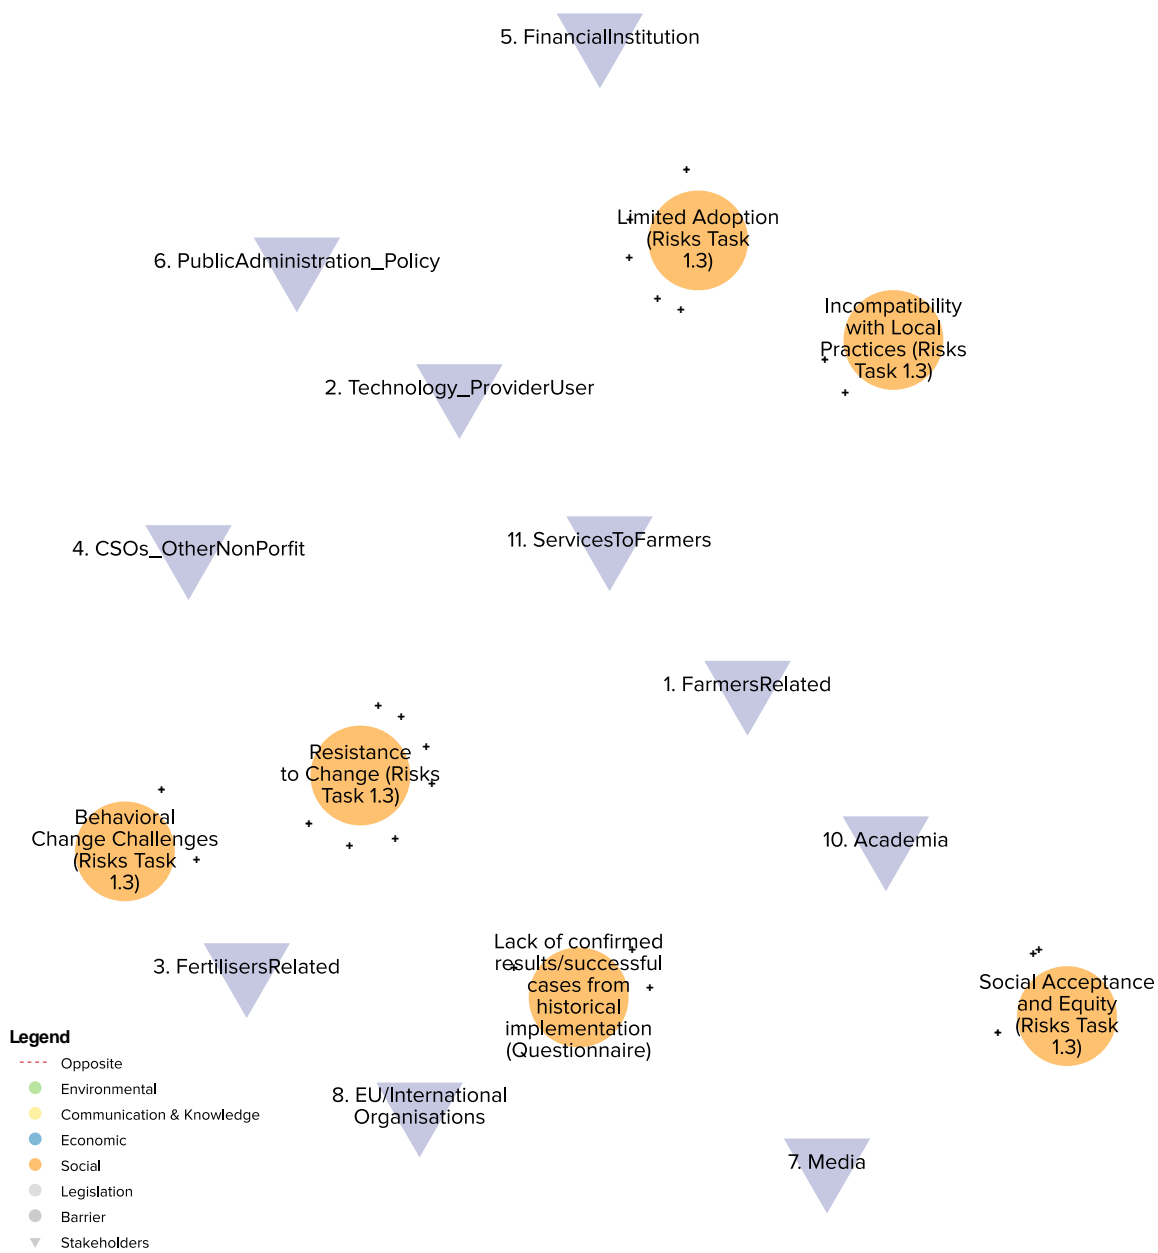 5. FinancialInstitution
Limited Adoption
(Risks Task
1.3)
6. PublicAdministration_Policy
Incompatibility
with Local
Practices (Risks
Task 1.3)
2. Technology_ProviderUser
4. CSOs_OtherNonPorfit
11. ServicesToFarmers
1. FarmersRelated
Resistance
to Change (Risks
Task 1.3)
Behavioral
Change Challenges
(Risks Task
1.3)
10. Academia
3. FertilisersRelated
Lack of confirmed
results/successful
cases from
historical
implementation
(Questionnaire)
Social Acceptance
and Equity
(Risks Task
1.3)
8. EU/International
Organisations
7. Media
Legend
Opposite
Environmental
Communication & Knowledge
Economic
Social
Legislation
Barrier
Stakeholders